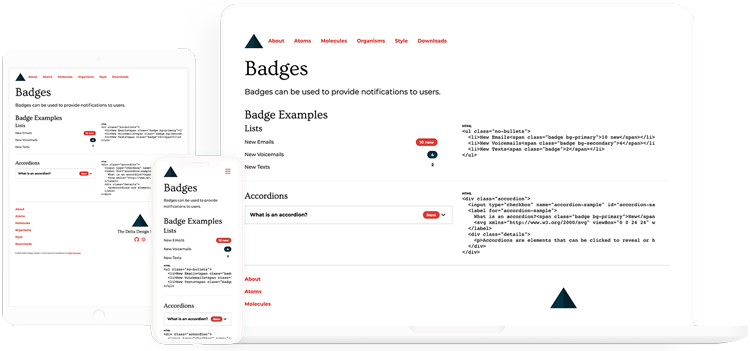 About Atoms Molecules Organisms Style Downloads
Badges
Badges can be used to provide notifications to users.
Badge Examples
Lists
New Emails 10 new
New Voicemails 4
New Texts 2
HTML
<ul class="no-bullets">
<li>New Emails<span class="badge bg-primary">10 new</span></li
<li>New Voicemails<span class="badge bg-secondary">4</span></li
<li>New Texts<span class="badge">2</span></li>
</ul>
Accordions
What is an accordion? New
HTML
<div class="accordion">
<input type="checkbox" name="accordion-sample" id="accordion-sa
<label for="accordion-sample">
What is an accordion?<span class="badge bg-primary">New</span
<svg xmlns="http://www.w3.org/2000/svg" viewBox="0 0 24 24" w
</label>
<div class="details">
<p>Accordions are elements that can be clicked to reveal or h
</div>
</div>
About
Atoms
Molecules
About Atoms Molecules Organisms Style Downloads
Badges
Badges can be used to provide notifications to users.
Badge Examples
Lists
New Emails 10 new
New Voicemails 4
New Texts 2
Accordions
What is an accordion? New
About
Atoms
Molecules
Organisms
Style
Downloads
The Delta Design
Badges
Badges can be used to provide
notifications to users.
Badge Examples
Lists
New Emails 10 new
New Voicemails 4
New Texts 2
HTML
<ul class="no-bullets">
<li>New Emails<span class="badg
<li>New Voicemails<span class="
<li>New Texts<span class="badge
</ul>
Accordions
What is an accordion? New
HTML
<div class="accordion">